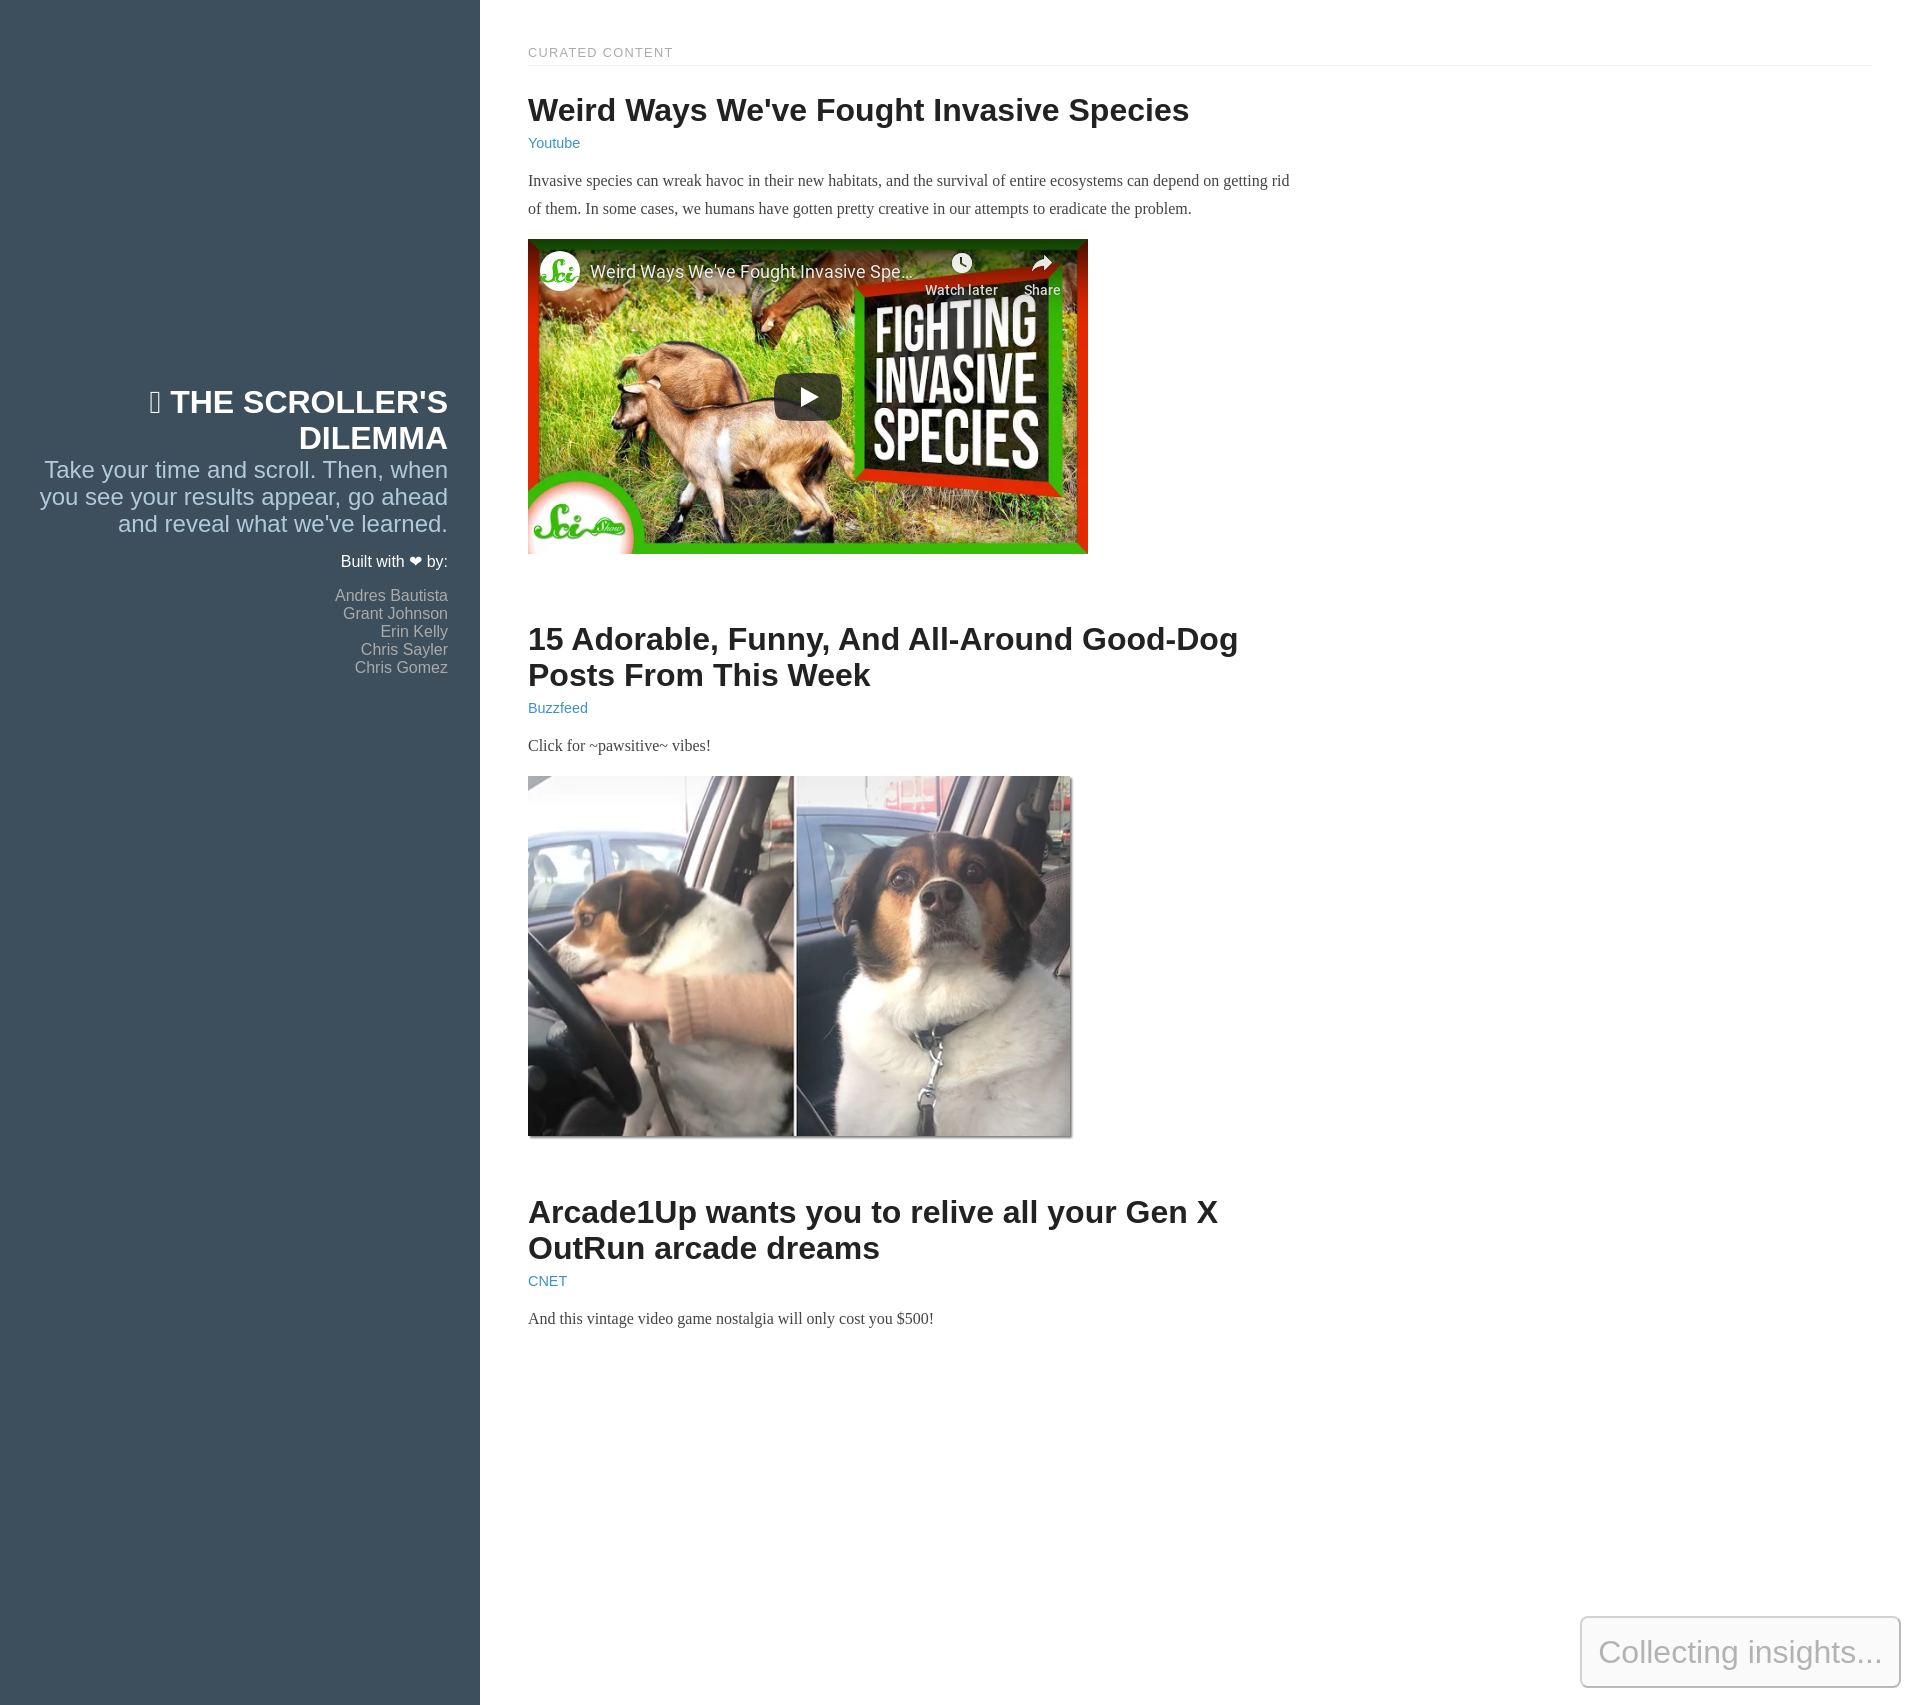 THE SCROLLER'S
DILEMMA
Take your time and scroll. Then, when
you see your results appear, go ahead
and reveal what we've learned.
Built with ❤ by:
Andres Bautista
Grant Johnson
Erin Kelly
Chris Sayler
Chris Gomez
CURATED CONTENT
Weird Ways We've Fought Invasive Species
Youtube
Invasive species can wreak havoc in their new habitats, and the survival of entire ecosystems can depend on getting rid
of them. In some cases, we humans have gotten pretty creative in our attempts to eradicate the problem.
Sci
Weird Ways We've Fought Invasive Spe...
Watch later
Share
FIGHTING
INVASIVE
SPECIES
Sci Show
15 Adorable, Funny, And All-Around Good-Dog
Posts From This Week
Buzzfeed
Click for ~pawsitive~ vibes!
Arcade1Up wants you to relive all your Gen X
OutRun arcade dreams
CNET
And this vintage video game nostalgia will only cost you $500!
Collecting insights...